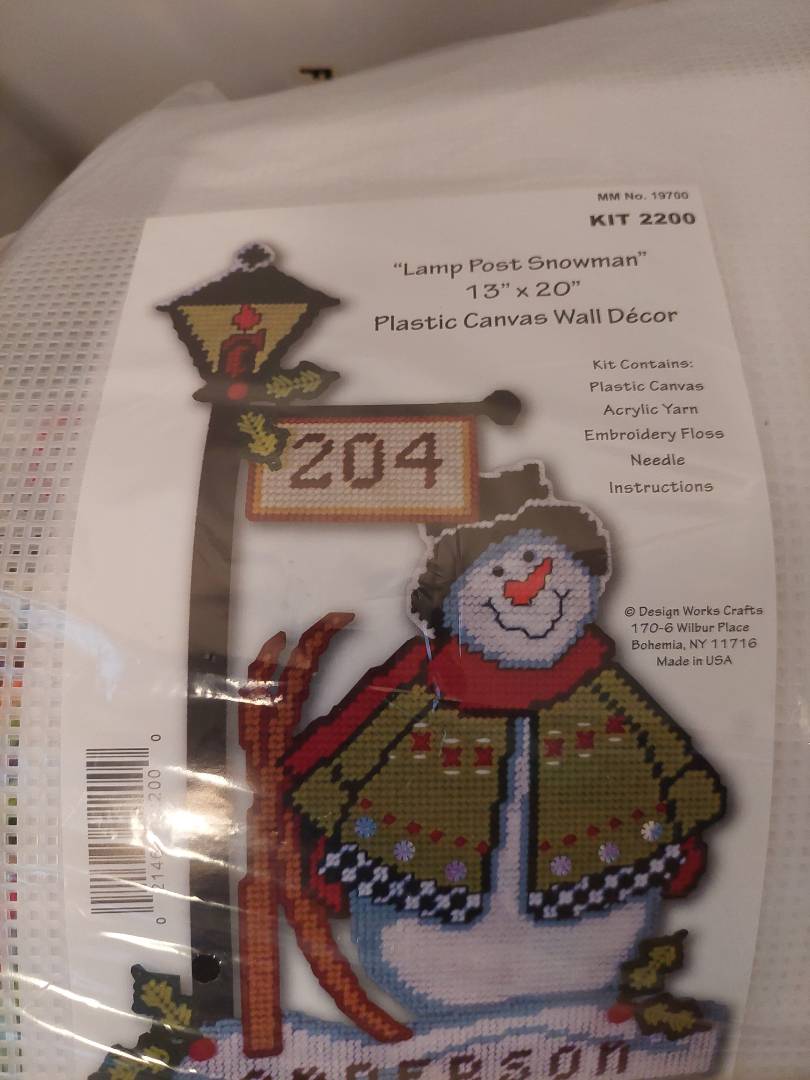 MM No. 19700
KIT 2200
“Lamp Post Snowman”
13” x 20”
Plastic Canvas Wall Décor
Kit Contains:
Plastic Canvas
Acrylic Yarn
Embroidery Floss
Needle
Instructions
204
© Design Works Crafts
170-6 Wilbur Place
Bohemia, NY 11716
Made in USA
ANDERSON